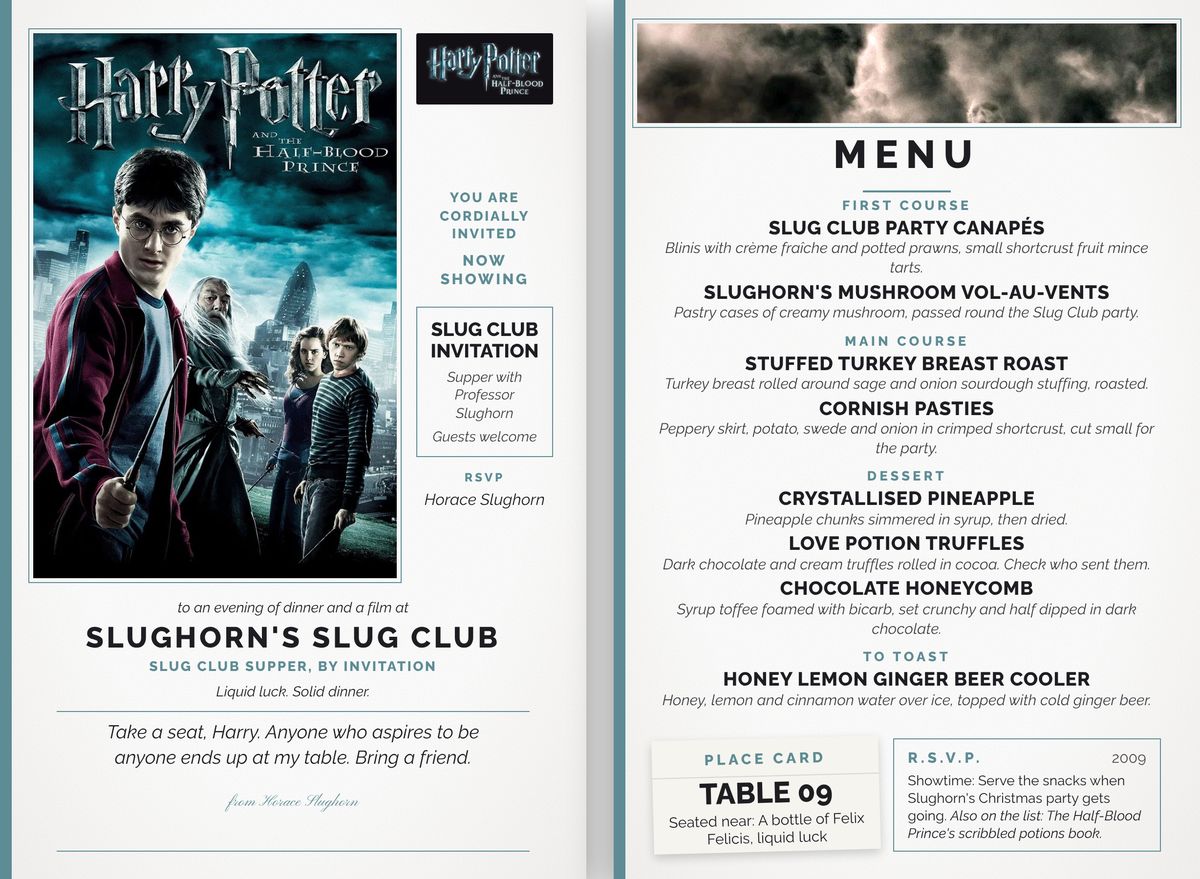 Harry Potter
AND THE
HALF-BLOOD
PRINCE
Harry Potter
AND THE
HALF-BLOOD
PRINCE
YOU ARE
CORDIALLY
INVITED
NOW
SHOWING
SLUG CLUB
INVITATION
Supper with
Professor
Slughorn
Guests welcome
RSVP
Horace Slughorn
to an evening of dinner and a film at
SLUGHORN'S SLUG CLUB
SLUG CLUB SUPPER, BY INVITATION
Liquid luck. Solid dinner.
Take a seat, Harry. Anyone who aspires to be
anyone ends up at my table. Bring a friend.
from Horace Slughorn
MENU
FIRST COURSE
SLUG CLUB PARTY CANAPÉS
Blinis with crème fraîche and potted prawns, small shortcrust fruit mince
tarts.
SLUGHORN'S MUSHROOM VOL-AU-VENTS
Pastry cases of creamy mushroom, passed round the Slug Club party.
MAIN COURSE
STUFFED TURKEY BREAST ROAST
Turkey breast rolled around sage and onion sourdough stuffing, roasted.
CORNISH PASTIES
Peppery skirt, potato, swede and onion in crimped shortcrust, cut small for
the party.
DESSERT
CRYSTALLISED PINEAPPLE
Pineapple chunks simmered in syrup, then dried.
LOVE POTION TRUFFLES
Dark chocolate and cream truffles rolled in cocoa. Check who sent them.
CHOCOLATE HONEYCOMB
Syrup toffee foamed with bicarb, set crunchy and half dipped in dark
chocolate.
TO TOAST
HONEY LEMON GINGER BEER COOLER
Honey, lemon and cinnamon water over ice, topped with cold ginger beer.
PLACE CARD
TABLE 09
Seated near: A bottle of Felix
Felicis, liquid luck
R.S.V.P. 2009
Showtime: Serve the snacks when
Slughorn's Christmas party gets
going. Also on the list: The Half-Blood
Prince's scribbled potions book.